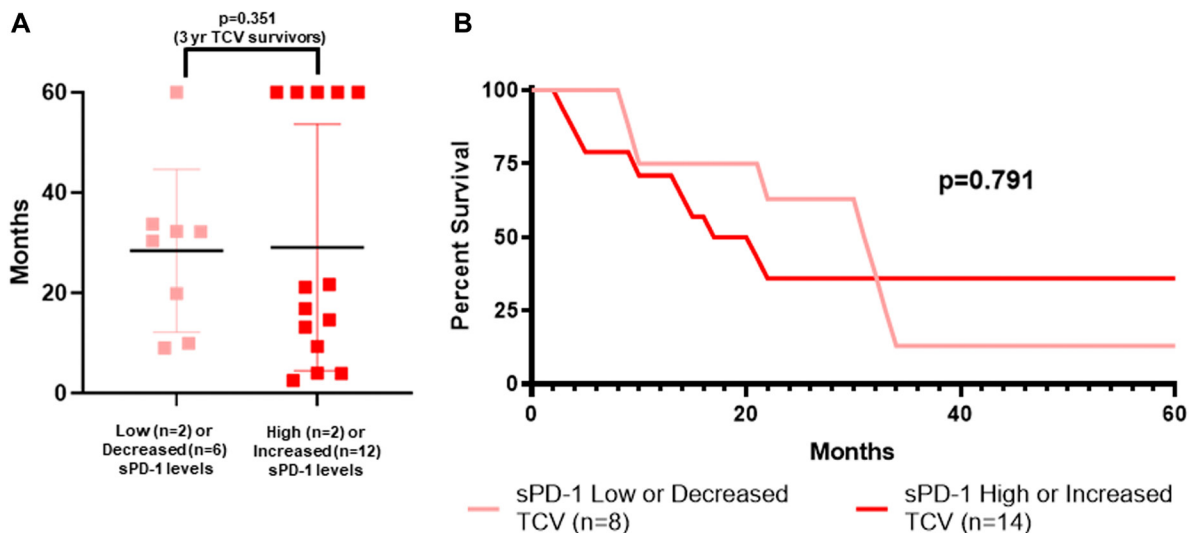 A
p=0.351
(3 yr TCV survivors)
60
40
20
0
Months
Low (n=2) or
Decreased (n=6)
sPD-1 levels
High (n=2) or
Increased (n=12)
sPD-1 levels
B
100
75
50
25
0
Percent Survival
p=0.791
0
20
40
60
Months
sPD-1 Low or Decreased
TCV (n=8)
sPD-1 High or Increased
TCV (n=14)